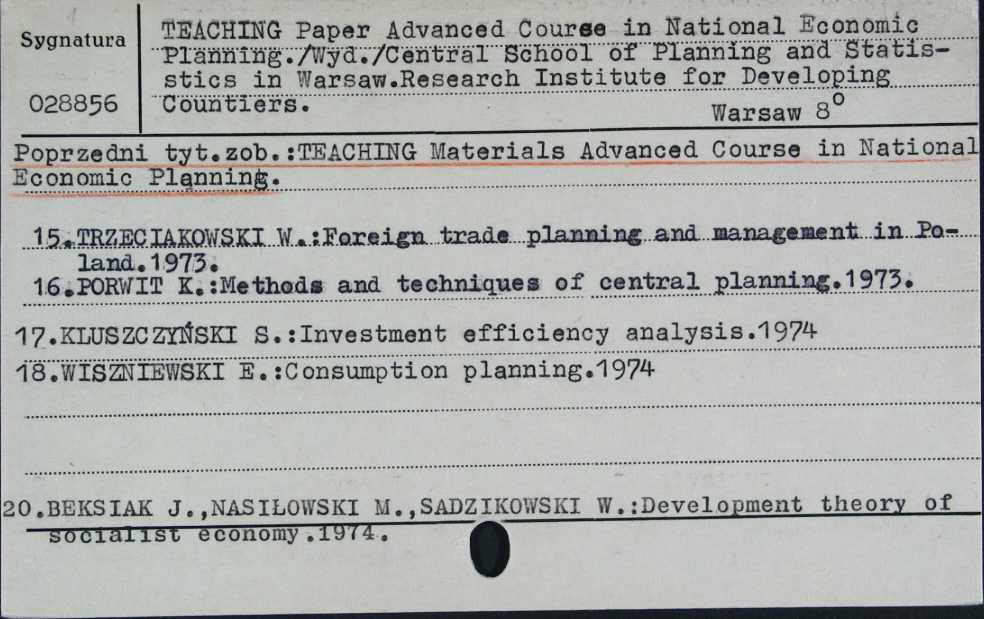 Sygnatura
028856
TEACHING Paper Advanced Course in National Economic
Planning./Wyd./Central School of Planning and Statis-
stics in Warsaw.Research Institute for Developing
Countiers.
Warsaw 8°
Poprzedni tyt.zob.:TEACHING Materials Advanced Course in National
Economic Planning.
15.TRZECIAKOWSKI W.:Foreign trade planning and management in Po-
land.1973.
16.PORWIT K.:Methods and techniques of central planning.1973.
17.KLUSZCZYŃSKI S.:Investment efficiency analysis.1974
18.WISZNIEWSKI E.:Consumption planning.1974
20.BEKSIAK J.,NASIŁOWSKI M.,SADZIKOWSKI W.:Development theory of
socialist economy.1974.